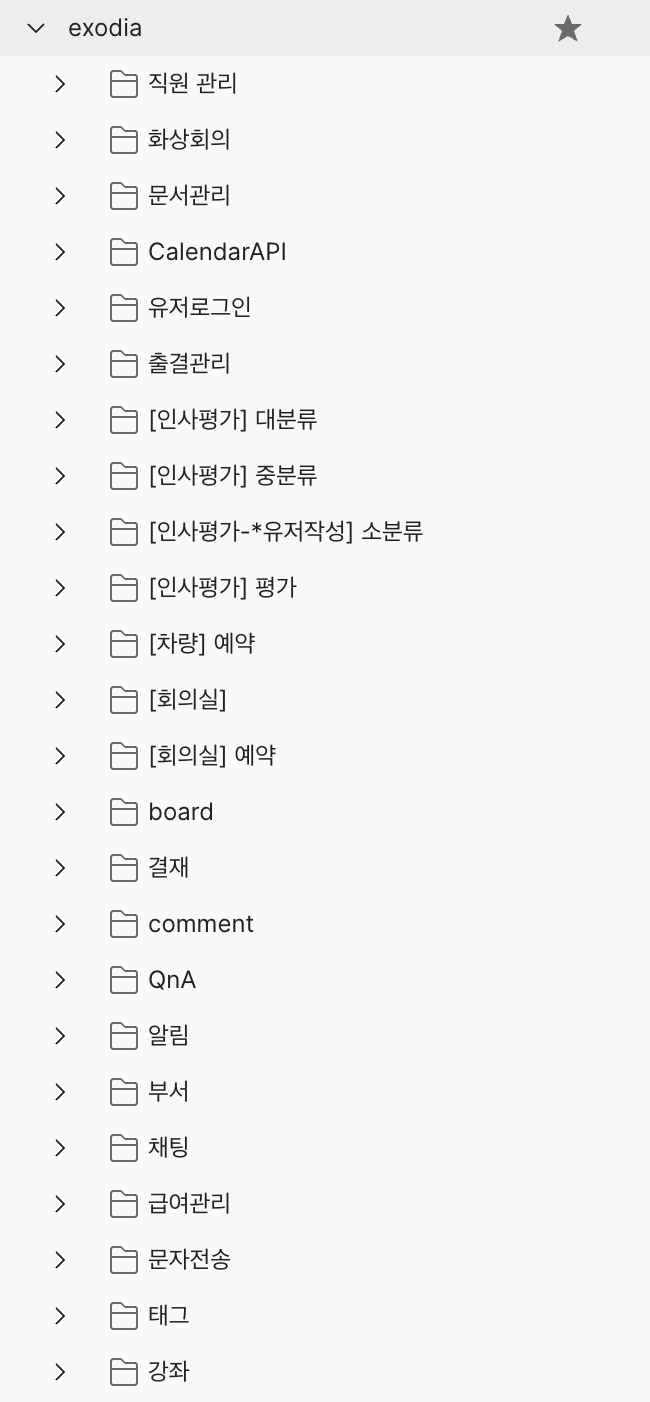 exodia
직원 관리
화상회의
문서관리
CalendarAPI
유저로그인
출결관리
[인사평가] 대분류
[인사평가] 중분류
[인사평가-*유저작성] 소분류
[인사평가] 평가
[차량] 예약
[회의실]
[회의실] 예약
board
결재
comment
QnA
알림
부서
채팅
급여관리
문자전송
태그
강좌